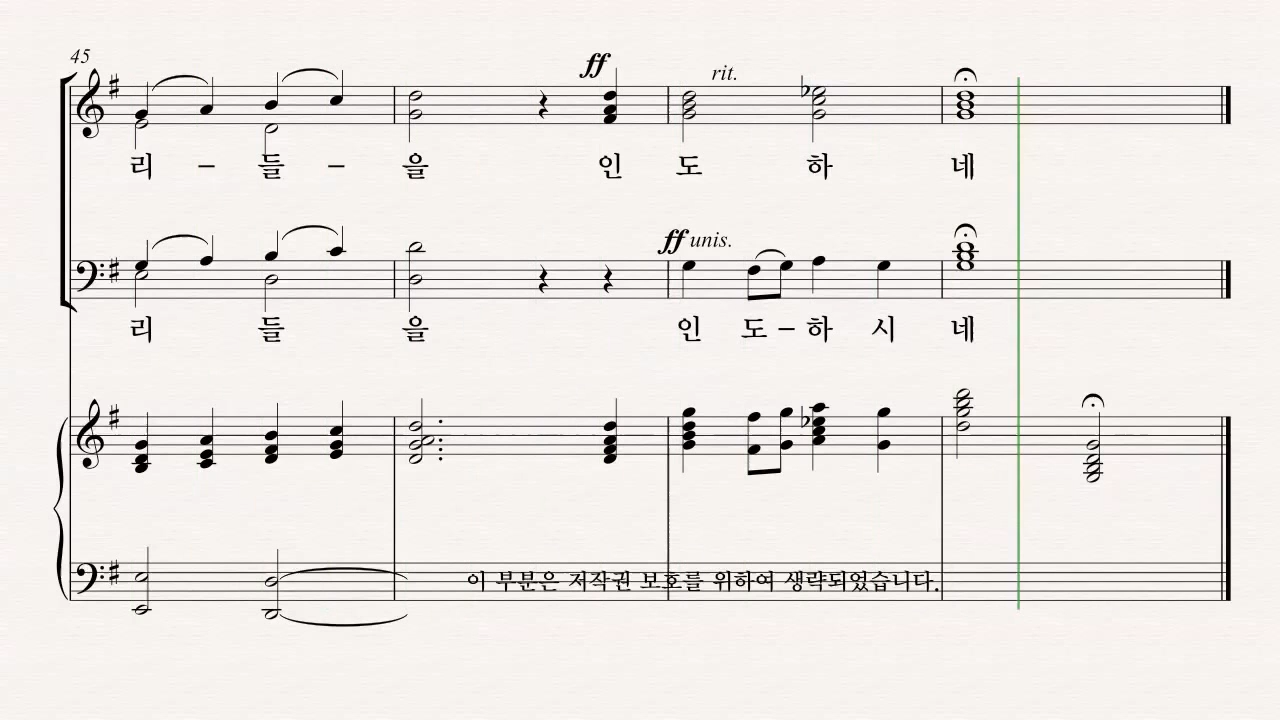 45
ff
rit.
리 – 들 – 을 인 도 하 네
ff unis.
리 들 을 인 도 – 하 시 네
이 부분은 저작권 보호를 위하여 생략되었습니다.